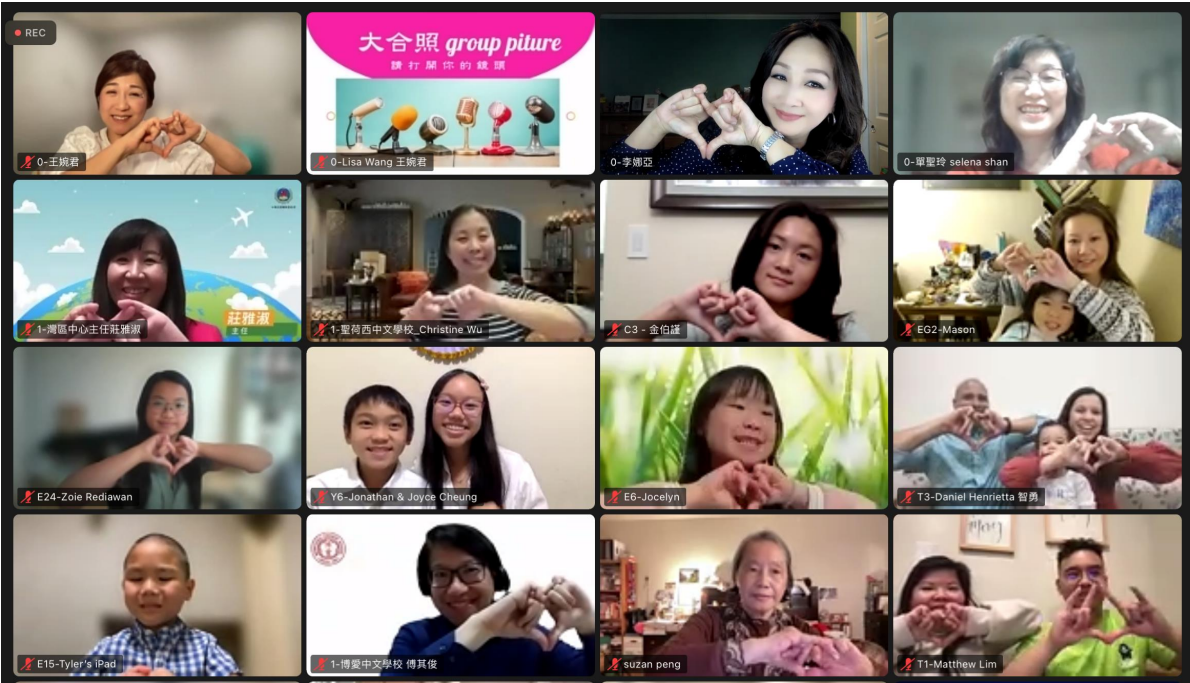 REC
0-王婉君
大合照 group piture
請打開你的鏡頭
0-Lisa Wang 王婉君
0-李娜亞
0-單聖玲 selena shan
莊雅淑
主任
1-灣區中心主任莊雅淑
1-聖荷西中文學校_Christine Wu
C3 - 金伯謹
EG2-Mason
E24-Zoie Rediawan
Y6-Jonathan & Joyce Cheung
E6-Jocelyn
T3-Daniel Henrietta 智勇
E15-Tyler's iPad
1-博愛中文學校 傅其俊
suzan peng
T1-Matthew Lim